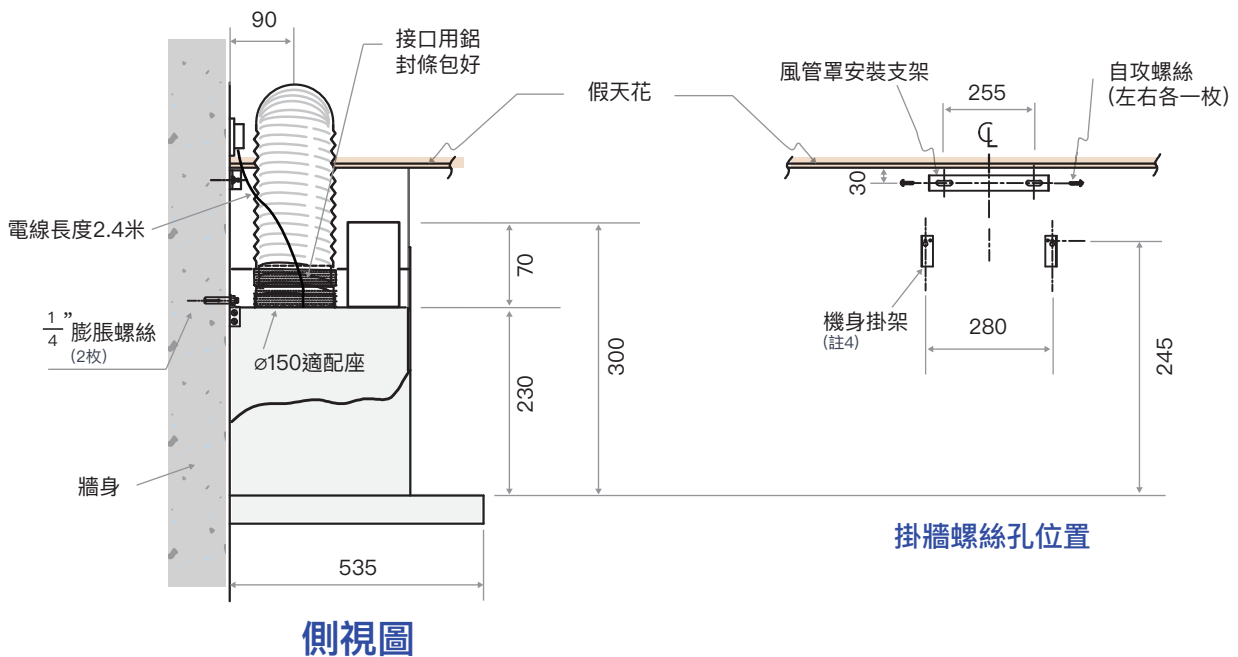 90
接口用鋁
封條包好
假天花
電線長度2.4米
70
300
1/4”膨脹螺絲
(2枚)
⌀150適配座
230
牆身
535
側視圖
風管罩安裝支架
255
自攻螺絲
(左右各一枚)
℄
30
機身掛架
(註4)
280
245
掛牆螺絲孔位置